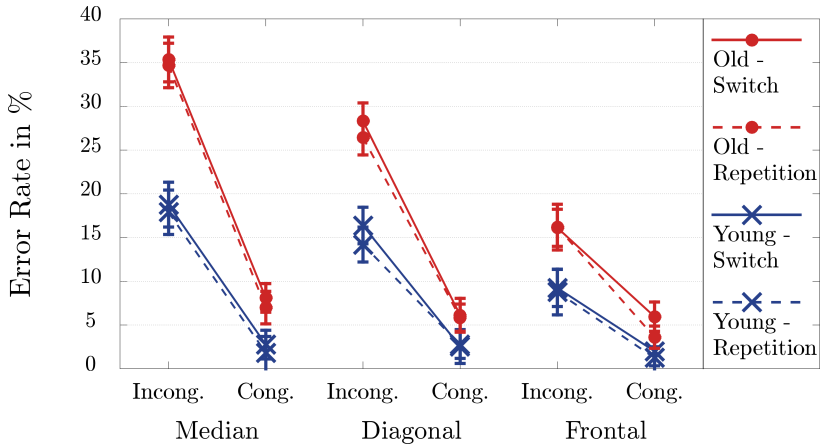 Error Rate in %
40
35
30
25
20
15
10
5
0
Incong.
Cong.
Incong.
Cong.
Incong.
Cong.
Median
Diagonal
Frontal
Old -
Switch
Old -
Repetition
Young -
Switch
Young -
Repetition